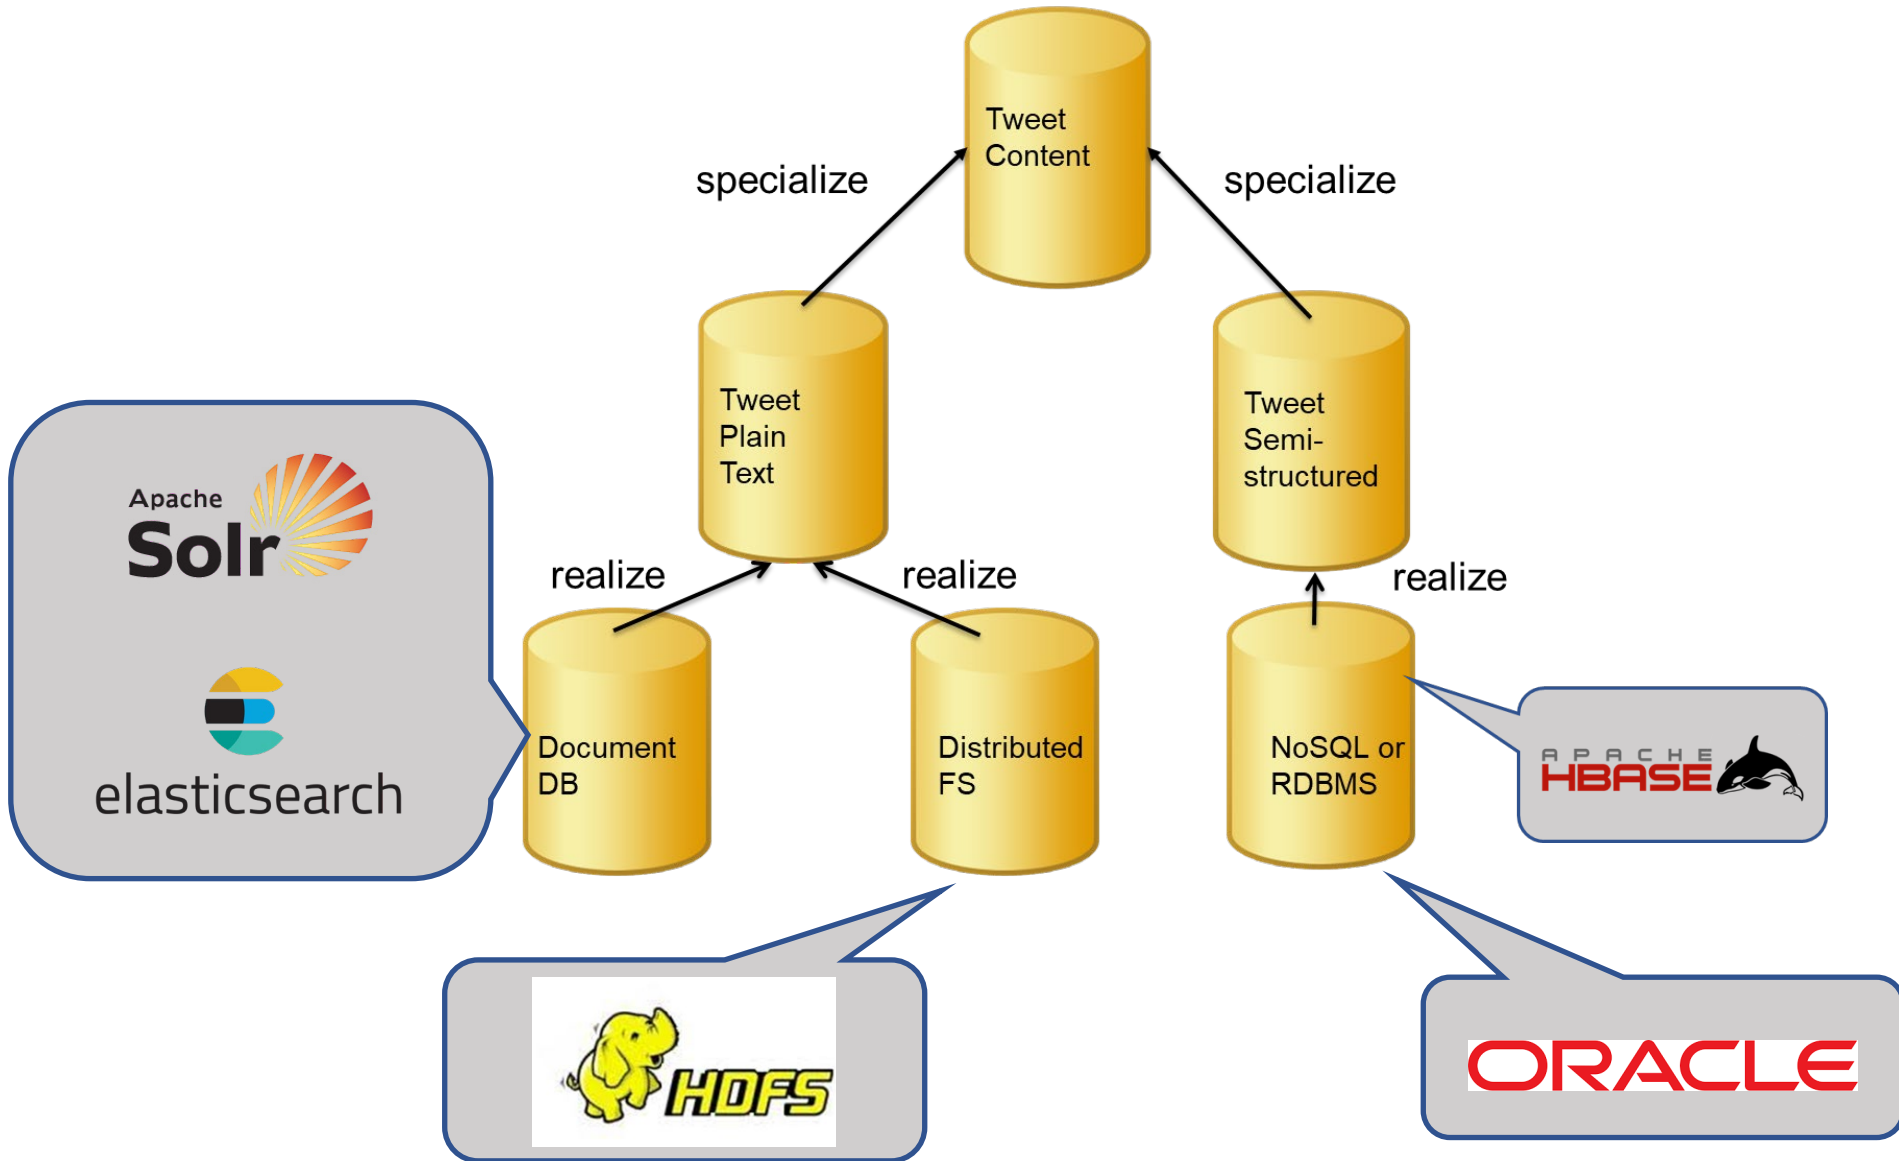 Tweet
Content
specialize
specialize
Tweet
Plain
Text
Tweet
Semi-
structured
Apache
Solr
realize
realize
realize
elasticsearch
Document
DB
Distributed
FS
NoSQL or
RDBMS
APACHE
HBASE
HDFS
ORACLE